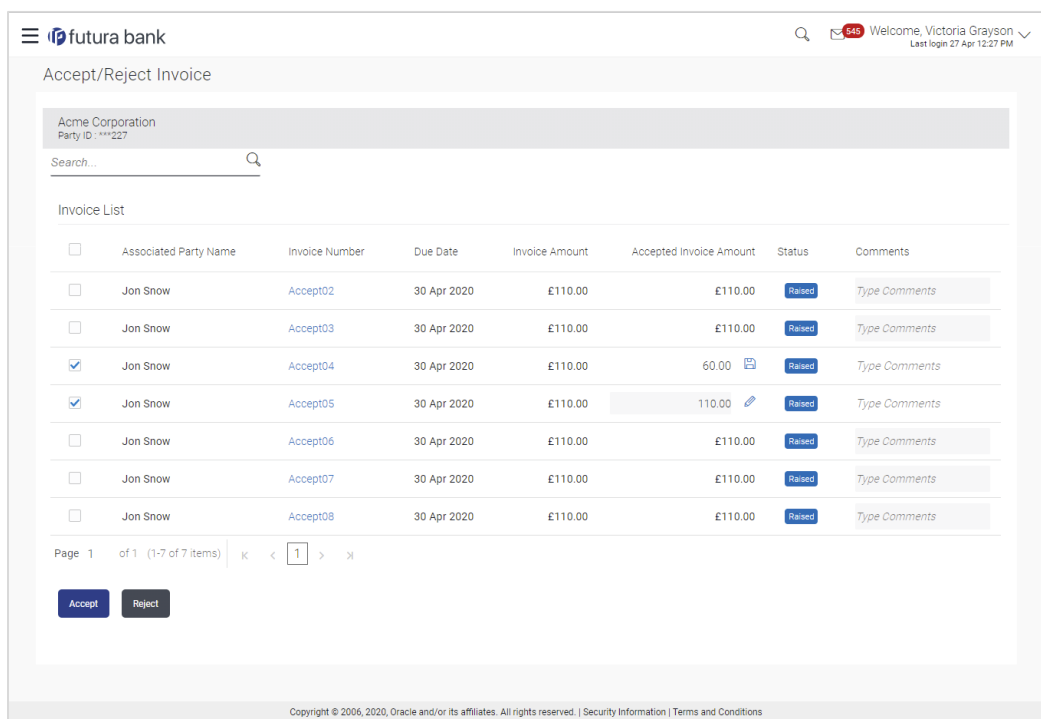 futura bank
545 Welcome, Victoria Grayson
Last login 27 Apr 12:27 PM
Accept/Reject Invoice
Acme Corporation
Party ID : ***227
Search...
Invoice List
Associated Party Name Invoice Number Due Date Invoice Amount Accepted Invoice Amount Status Comments
Jon Snow Accept02 30 Apr 2020 £110.00 £110.00 Raised Type Comments
Jon Snow Accept03 30 Apr 2020 £110.00 £110.00 Raised Type Comments
Jon Snow Accept04 30 Apr 2020 £110.00 60.00 Raised Type Comments
Jon Snow Accept05 30 Apr 2020 £110.00 110.00 Raised Type Comments
Jon Snow Accept06 30 Apr 2020 £110.00 £110.00 Raised Type Comments
Jon Snow Accept07 30 Apr 2020 £110.00 £110.00 Raised Type Comments
Jon Snow Accept08 30 Apr 2020 £110.00 £110.00 Raised Type Comments
Page 1 of 1 (1-7 of 7 items) 1
Accept Reject
Copyright © 2006, 2020, Oracle and/or its affiliates. All rights reserved. | Security Information | Terms and Conditions